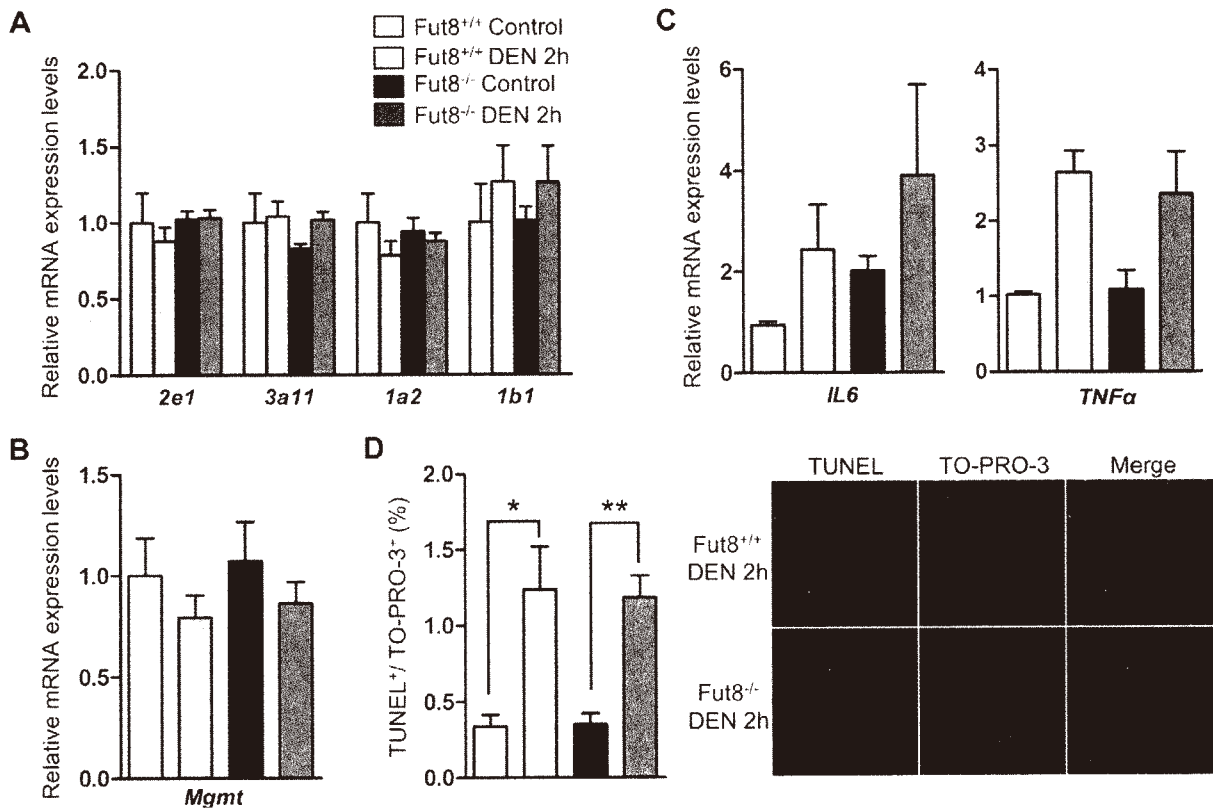 A
Fut8+/+ Control
Fut8+/+ DEN 2h
Fut8-/- Control
Fut8-/- DEN 2h
Relative mRNA expression levels
2.0
1.5
1.0
0.5
0.0
2e1
3a11
1a2
1b1
C
Relative mRNA expression levels
6
4
2
0
IL6
4
3
2
1
0
TNFα
B
Relative mRNA expression levels
1.5
1.0
0.5
0.0
Mgmt
D
TUNEL+/ TO-PRO-3+ (%)
2.0
1.5
1.0
0.5
0.0
*
**
TUNEL
TO-PRO-3
Merge
Fut8+/+
DEN 2h
Fut8-/-
DEN 2h